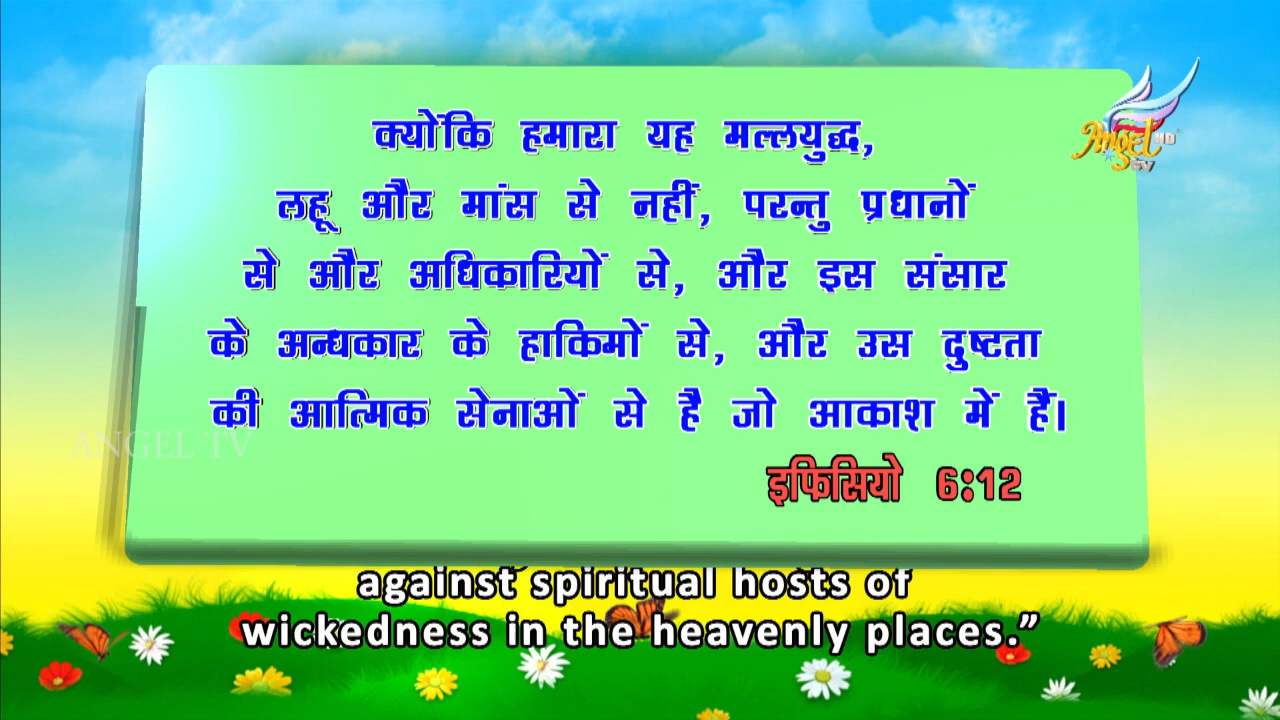 क्योंकि हमारा यह मल्लयुद्ध,
लहू और मांस से नहीं, परन्तु प्रधानों
से और अधिकारियों से, और इस संसार
के अन्धकार के हाकिमों से, और उस दुष्टता
की आत्मिक सेनाओं से है जो आकाश में हैं।
इफिसियो 6:12
Angel HD
TV
ANGEL TV
against spiritual hosts of
wickedness in the heavenly places.”